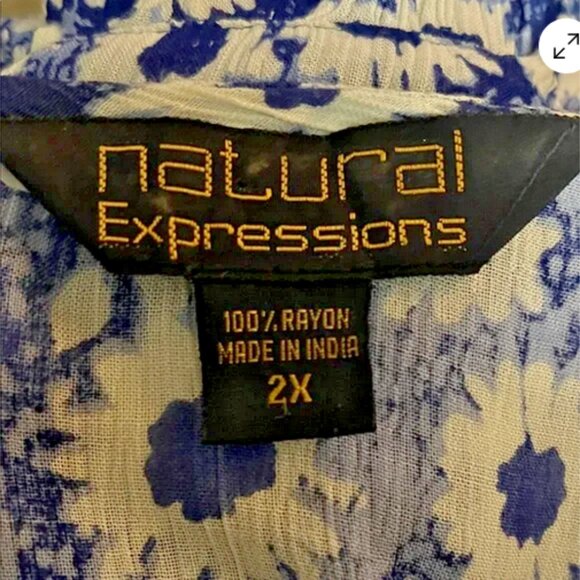 natural
Expressions
100% RAYON
MADE IN INDIA
2X